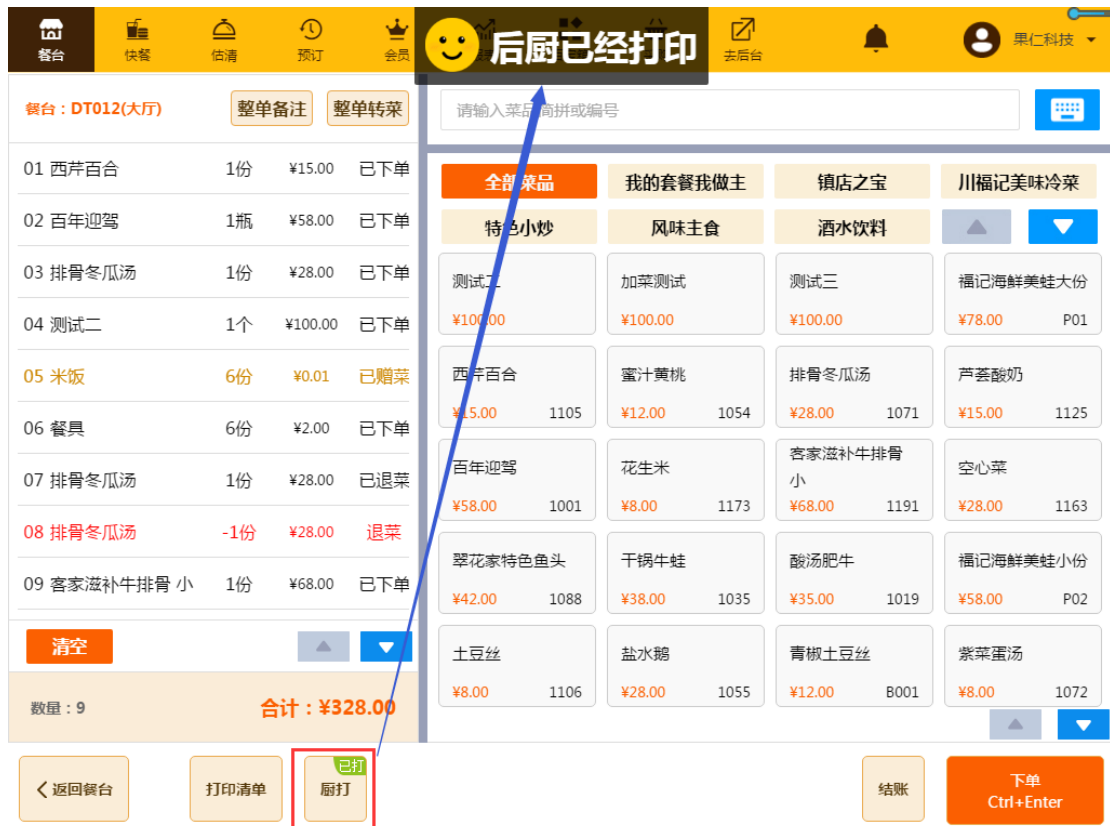 餐台
快餐
估清
预订
会员
后厨已经打印
去后台
果仁科技
餐台：DT012(大厅)
整单备注
整单转菜
请输入菜品简拼或编号
01 西芹百合 1份 ¥15.00 已下单
02 百年迎驾 1瓶 ¥58.00 已下单
03 排骨冬瓜汤 1份 ¥28.00 已下单
04 测试二 1个 ¥100.00 已下单
05 米饭 6份 ¥0.01 已赠菜
06 餐具 6份 ¥2.00 已下单
07 排骨冬瓜汤 1份 ¥28.00 已退菜
08 排骨冬瓜汤 -1份 ¥28.00 退菜
09 客家滋补牛排骨 小 1份 ¥68.00 已下单
清空
数量：9
合计：¥328.00
全部菜品 我的套餐我做主 镇店之宝 川福记美味冷菜
特色小炒 风味主食 酒水饮料
测试二 加菜测试 测试三 福记海鲜美蛙大份
¥100.00 ¥100.00 ¥100.00 ¥78.00 P01
西芹百合 蜜汁黄桃 排骨冬瓜汤 芦荟酸奶
¥15.00 1105 ¥12.00 1054 ¥28.00 1071 ¥15.00 1125
百年迎驾 花生米 客家滋补牛排骨 空心菜
小
¥58.00 1001 ¥8.00 1173 ¥68.00 1191 ¥28.00 1163
翠花家特色鱼头 干锅牛蛙 酸汤肥牛 福记海鲜美蛙小份
¥42.00 1088 ¥38.00 1035 ¥35.00 1019 ¥58.00 P02
土豆丝 盐水鹅 青椒土豆丝 紫菜蛋汤
¥8.00 1106 ¥28.00 1055 ¥12.00 B001 ¥8.00 1072
返回餐台
打印清单
已打
厨打
结账
下单
Ctrl+Enter